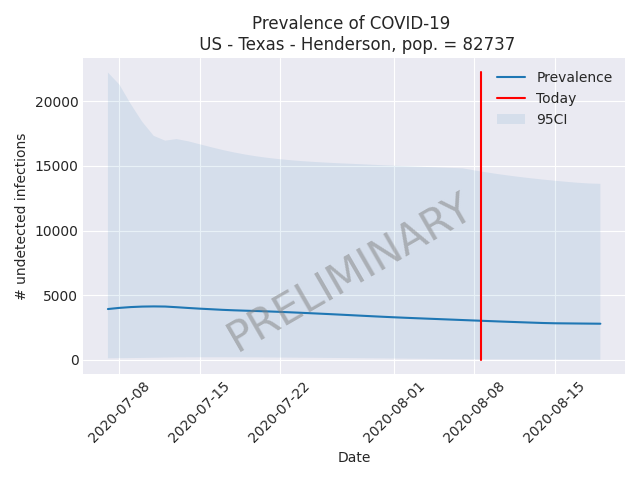 Prevalence of COVID-19
US - Texas - Henderson, pop. = 82737
Prevalence
Today
95CI
# undetected infections
20000
15000
10000
5000
0
PRELIMINARY
2020-07-08
2020-07-15
2020-07-22
2020-08-01
2020-08-08
2020-08-15
Date